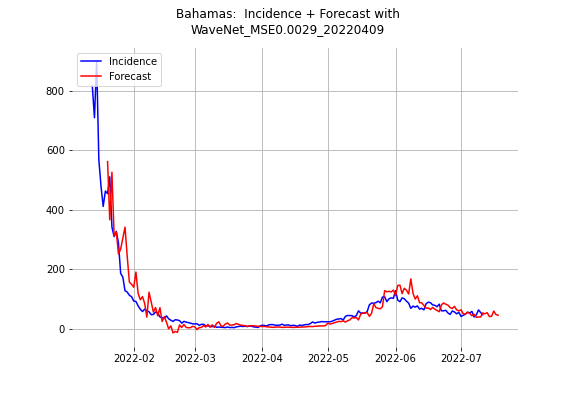 Bahamas:  Incidence + Forecast with
WaveNet_MSE0.0029_20220409
Incidence
Forecast
800
600
400
200
0
2022-02
2022-03
2022-04
2022-05
2022-06
2022-07